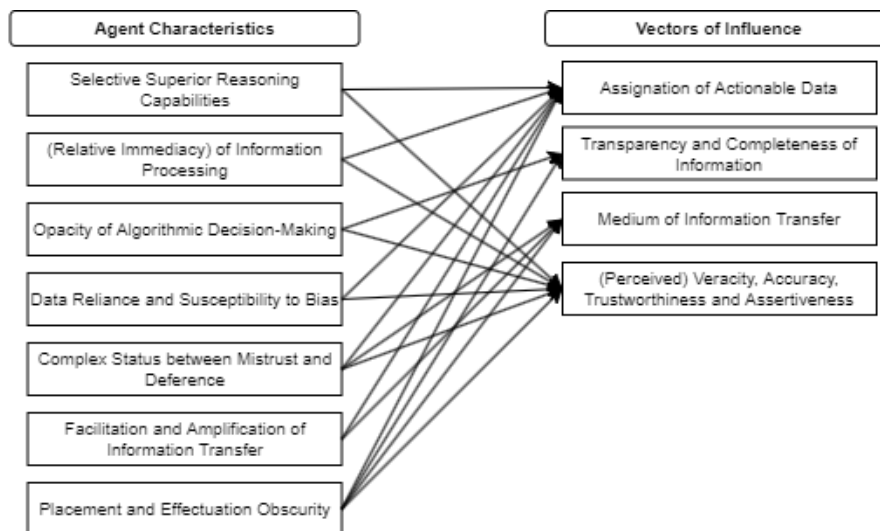 Agent Characteristics
Vectors of Influence
Selective Superior Reasoning
Capabilities
(Relative Immediacy) of Information
Processing
Opacity of Algorithmic Decision-Making
Data Reliance and Susceptibility to Bias
Complex Status between Mistrust and
Deference
Facilitation and Amplification of
Information Transfer
Placement and Effectuation Obscurity
Assignation of Actionable Data
Transparency and Completeness of
Information
Medium of Information Transfer
(Perceived) Veracity, Accuracy,
Trustworthiness and Assertiveness